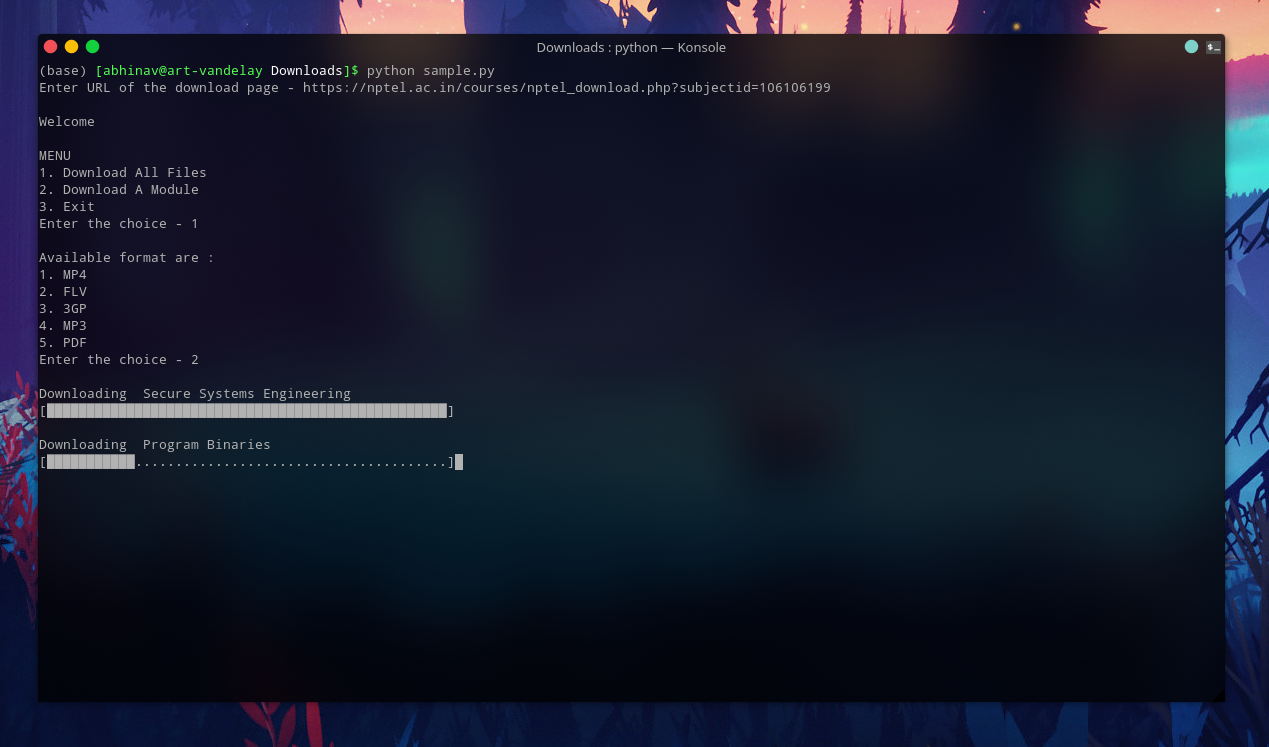 Downloads : python — Konsole
(base) [abhinav@art-vandelay Downloads]$ python sample.py
Enter URL of the download page - https://nptel.ac.in/courses/nptel_download.php?subjectid=106106199
Welcome
MENU
1. Download All Files
2. Download A Module
3. Exit
Enter the choice - 1
Available format are :
1. MP4
2. FLV
3. 3GP
4. MP3
5. PDF
Enter the choice - 2
Downloading  Secure Systems Engineering
[██████████████████████████████████████████████████]
Downloading  Program Binaries
[███████████.......................................]